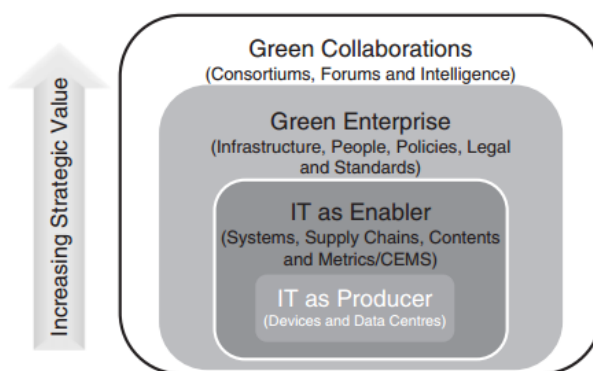 Increasing Strategic Value
Green Collaborations
(Consortiums, Forums and Intelligence)
Green Enterprise
(Infrastructure, People, Policies, Legal
and Standards)
IT as Enabler
(Systems, Supply Chains, Contents
and Metrics/CEMS)
IT as Producer
(Devices and Data Centres)